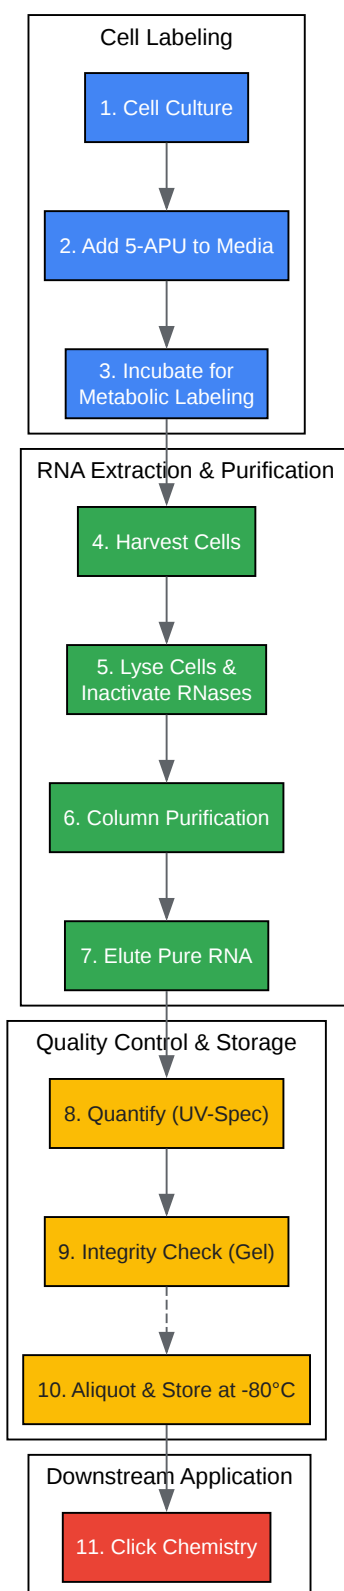 Cell Labeling
1. Cell Culture
2. Add 5-APU to Media
3. Incubate for
Metabolic Labeling
RNA Extraction & Purification
4. Harvest Cells
5. Lyse Cells &
Inactivate RNases
6. Column Purification
7. Elute Pure RNA
Quality Control & Storage
8. Quantify (UV-Spec)
9. Integrity Check (Gel)
10. Aliquot & Store at -80°C
Downstream Application
11. Click Chemistry